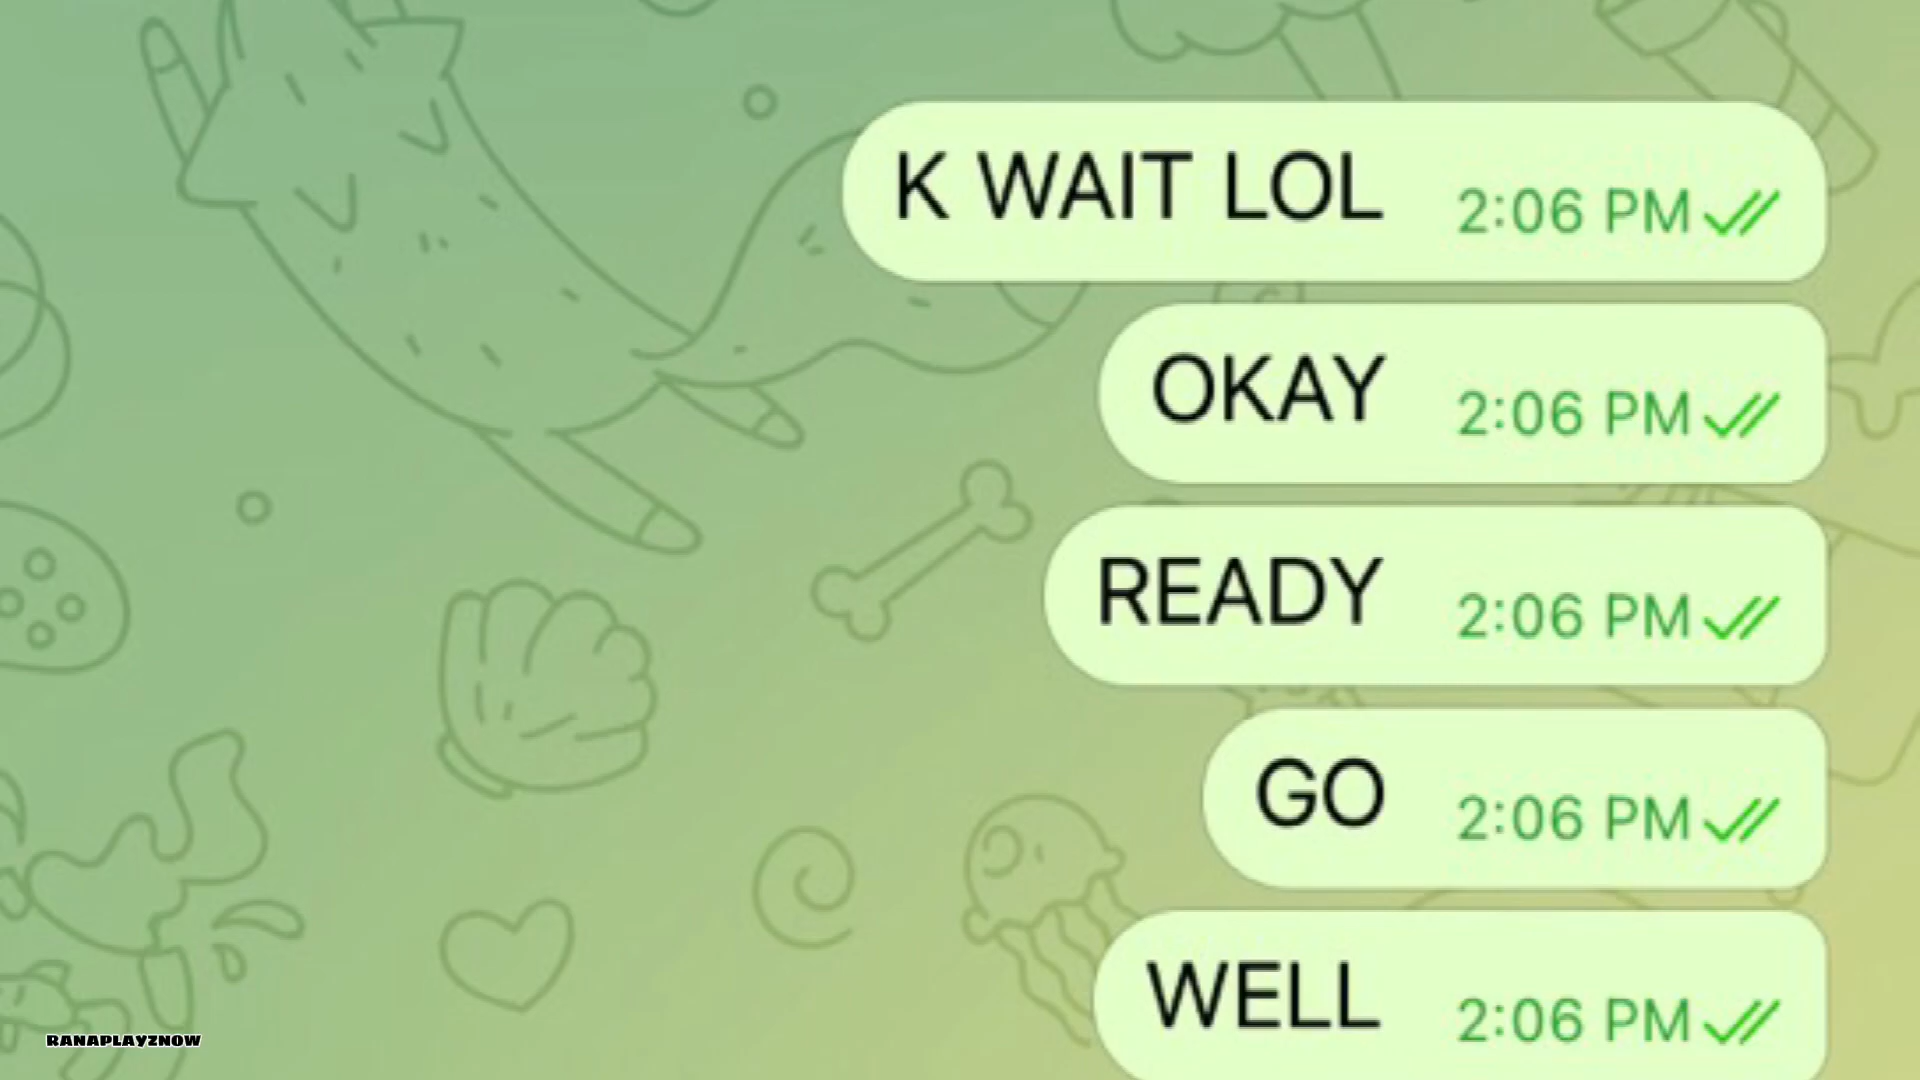 K WAIT LOL 2:06 PM
OKAY 2:06 PM
READY 2:06 PM
GO 2:06 PM
WELL 2:06 PM
RANAPLAYZNOW